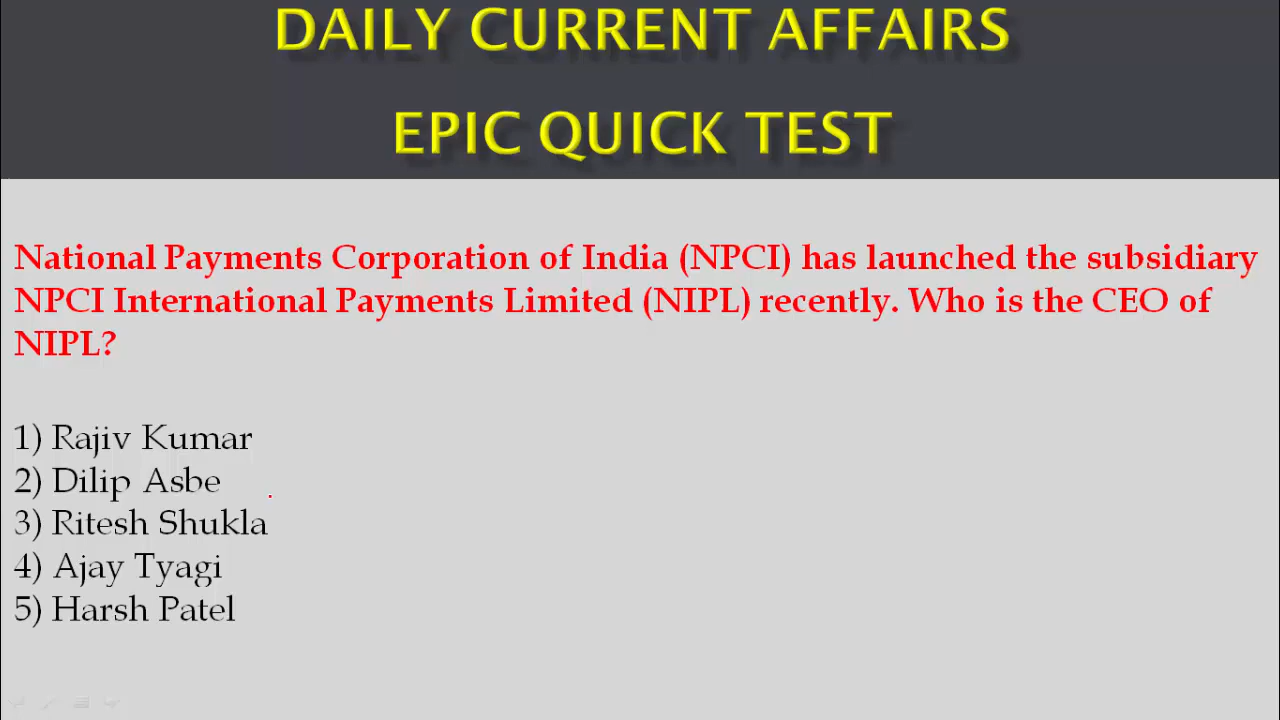 DAILY CURRENT AFFAIRS
EPIC QUICK TEST
National Payments Corporation of India (NPCI) has launched the subsidiary
NPCI International Payments Limited (NIPL) recently. Who is the CEO of
NIPL?
1) Rajiv Kumar
2) Dilip Asbe
3) Ritesh Shukla
4) Ajay Tyagi
5) Harsh Patel